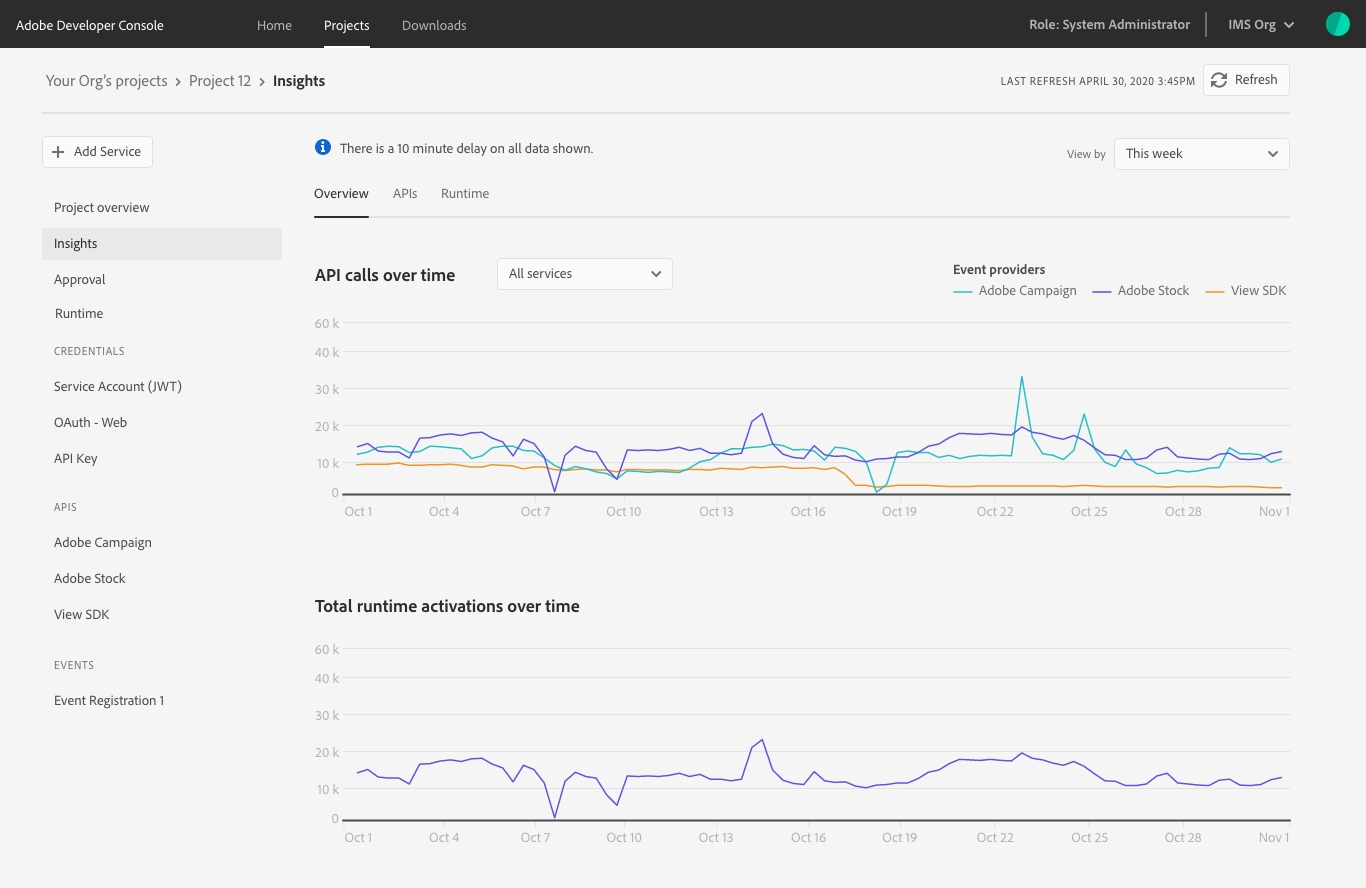 Adobe Developer Console
Home
Projects
Downloads
Role: System Administrator
IMS Org
Your Org's projects > Project 12 > Insights
LAST REFRESH APRIL 30, 2020 3:45PM
Refresh
Add Service
Project overview
Insights
Approval
Runtime
CREDENTIALS
Service Account (JWT)
OAuth - Web
API Key
APIS
Adobe Campaign
Adobe Stock
View SDK
EVENTS
Event Registration 1
There is a 10 minute delay on all data shown.
View by
This week
Overview
APIs
Runtime
API calls over time
All services
Event providers
Adobe Campaign
Adobe Stock
View SDK
60 k
40 k
30 k
20 k
10 k
0
Oct 1
Oct 4
Oct 7
Oct 10
Oct 13
Oct 16
Oct 19
Oct 22
Oct 25
Oct 28
Nov 1
Total runtime activations over time
60 k
40 k
30 k
20 k
10 k
0
Oct 1
Oct 4
Oct 7
Oct 10
Oct 13
Oct 16
Oct 19
Oct 22
Oct 25
Oct 28
Nov 1